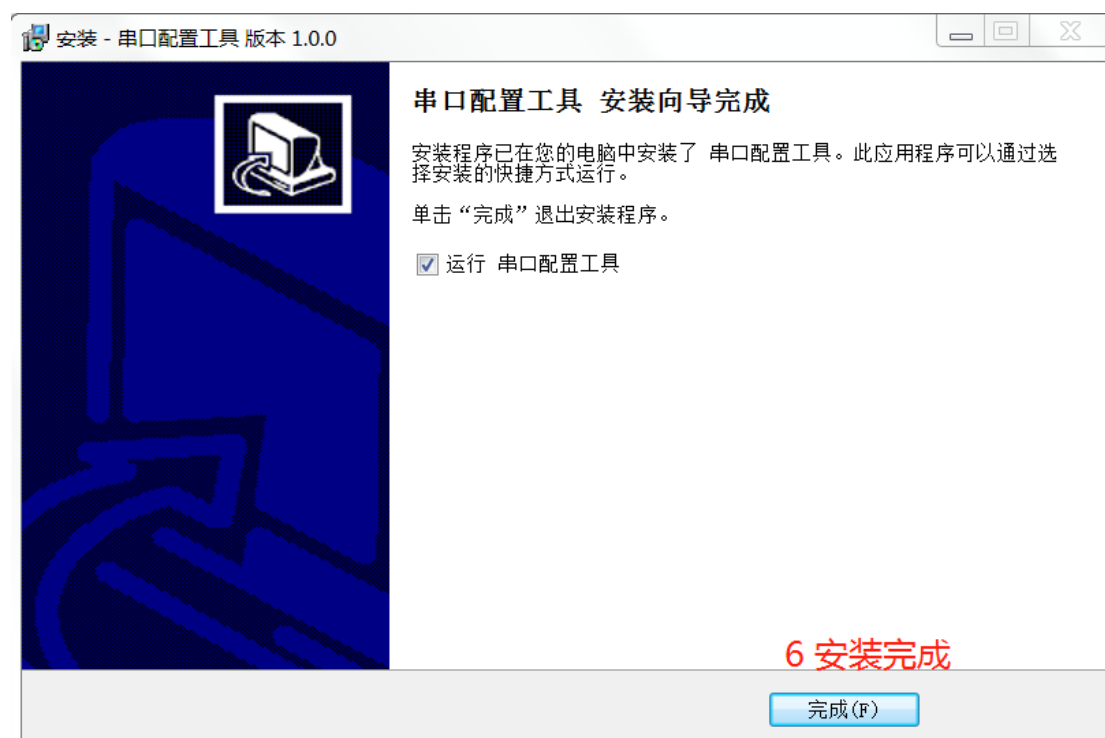 安装 - 串口配置工具 版本 1.0.0
串口配置工具 安装向导完成
安装程序已在您的电脑中安装了 串口配置工具。此应用程序可以通过选
择安装的快捷方式运行。
单击“完成”退出安装程序。
运行 串口配置工具
6 安装完成
完成(F)